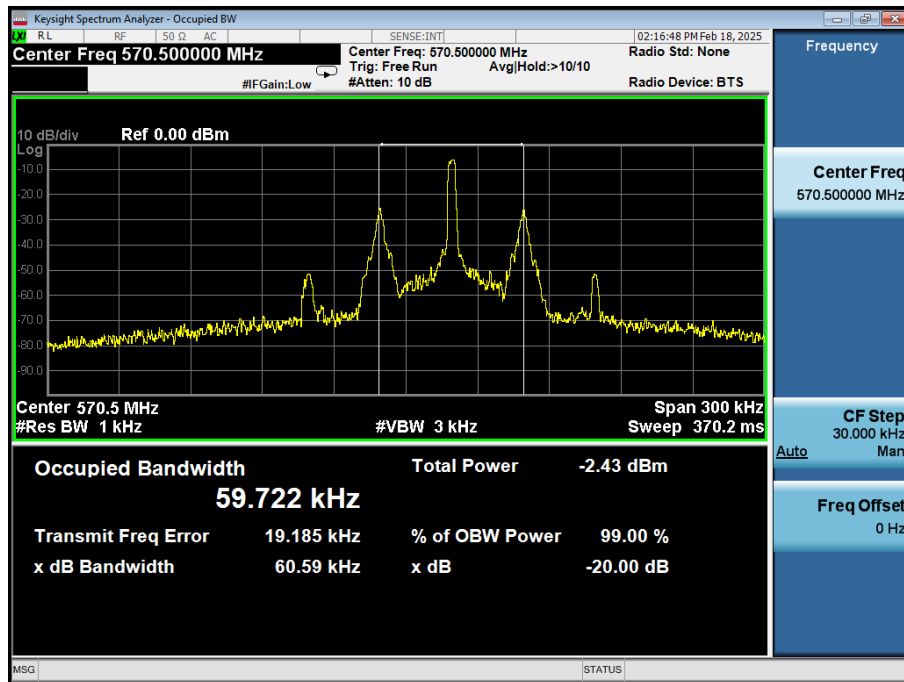 Keysight Spectrum Analyzer - Occupied BW
LXI RL RF 50 Ω AC SENSE:INT 02:16:48 PM Feb 18, 2025
Center Freq 570.500000 MHz
Center Freq: 570.500000 MHz Radio Std: None
Trig: Free Run Avg|Hold:>10/10
#IFGain:Low #Atten: 10 dB Radio Device: BTS
10 dB/div Ref 0.00 dBm
Log
-10.0
-20.0
-30.0
-40.0
-50.0
-60.0
-70.0
-80.0
-90.0
Center 570.5 MHz Span 300 kHz
#Res BW 1 kHz #VBW 3 kHz Sweep 370.2 ms
Occupied Bandwidth Total Power -2.43 dBm
59.722 kHz
Transmit Freq Error 19.185 kHz % of OBW Power 99.00 %
x dB Bandwidth 60.59 kHz x dB -20.00 dB
Frequency
Center Freq
570.500000 MHz
CF Step
30.000 kHz
Auto Man
Freq Offset
0 Hz
MSG STATUS